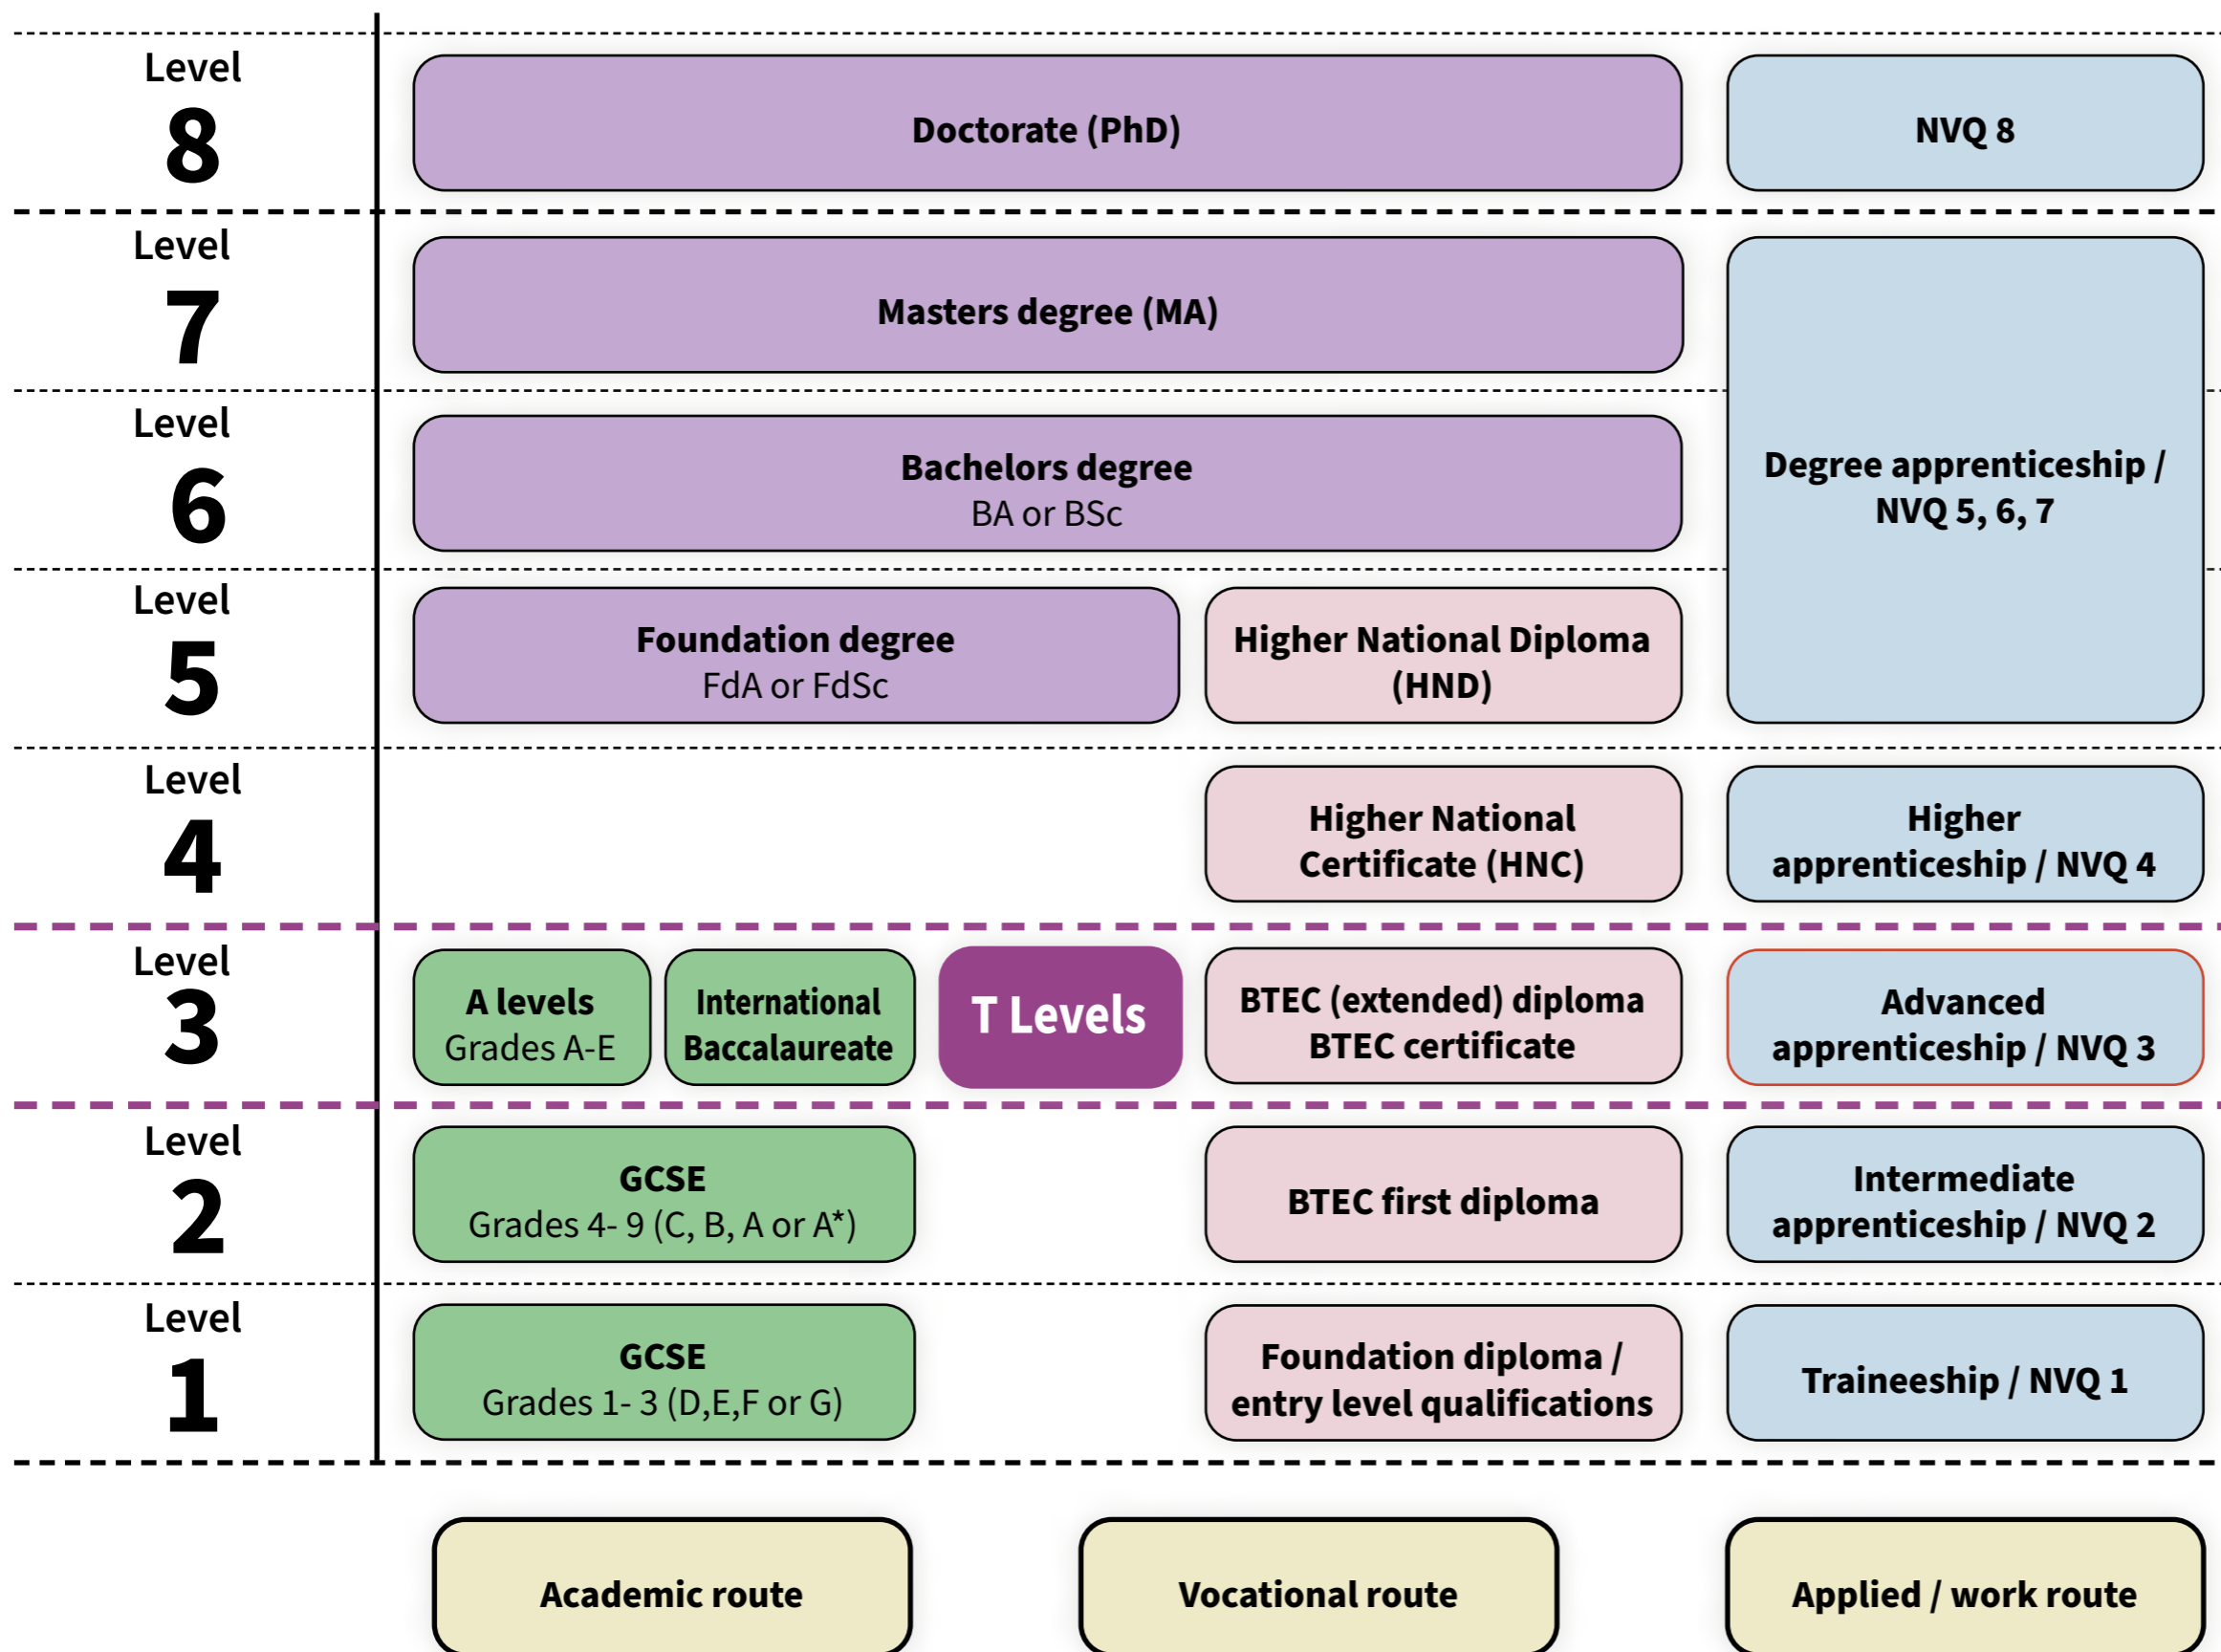 Level
8
Doctorate (PhD)
NVQ 8
Level
7
Masters degree (MA)
Level
6
Bachelors degree
BA or BSc
Degree apprenticeship /
NVQ 5, 6, 7
Level
5
Foundation degree
FdA or FdSc
Higher National Diploma
(HND)
Level
4
Higher National
Certificate (HNC)
Higher
apprenticeship / NVQ 4
Level
3
A levels
Grades A-E
International
Baccalaureate
T Levels
BTEC (extended) diploma
BTEC certificate
Advanced
apprenticeship / NVQ 3
Level
2
GCSE
Grades 4- 9 (C, B, A or A*)
BTEC first diploma
Intermediate
apprenticeship / NVQ 2
Level
1
GCSE
Grades 1- 3 (D,E,F or G)
Foundation diploma /
entry level qualifications
Traineeship / NVQ 1
Academic route
Vocational route
Applied / work route